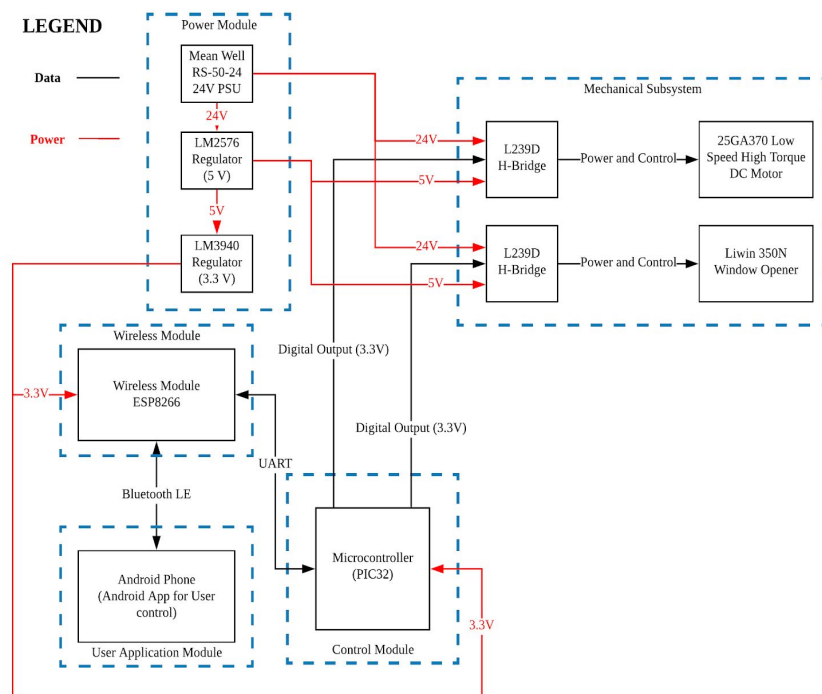 LEGEND
Data
Power
Power Module
Mean Well
RS-50-24
24V PSU
24V
LM2576
Regulator
(5 V)
5V
LM3940
Regulator
(3.3 V)
Mechanical Subsystem
24V
L239D
H-Bridge
5V
Power and Control
25GA370 Low
Speed High Torque
DC Motor
24V
L239D
H-Bridge
5V
Power and Control
Liwin 350N
Window Opener
Wireless Module
Wireless Module
ESP8266
3.3V
Digital Output (3.3V)
Digital Output (3.3V)
UART
Bluetooth LE
Android Phone
(Android App for User
control)
User Application Module
Microcontroller
(PIC32)
Control Module
3.3V